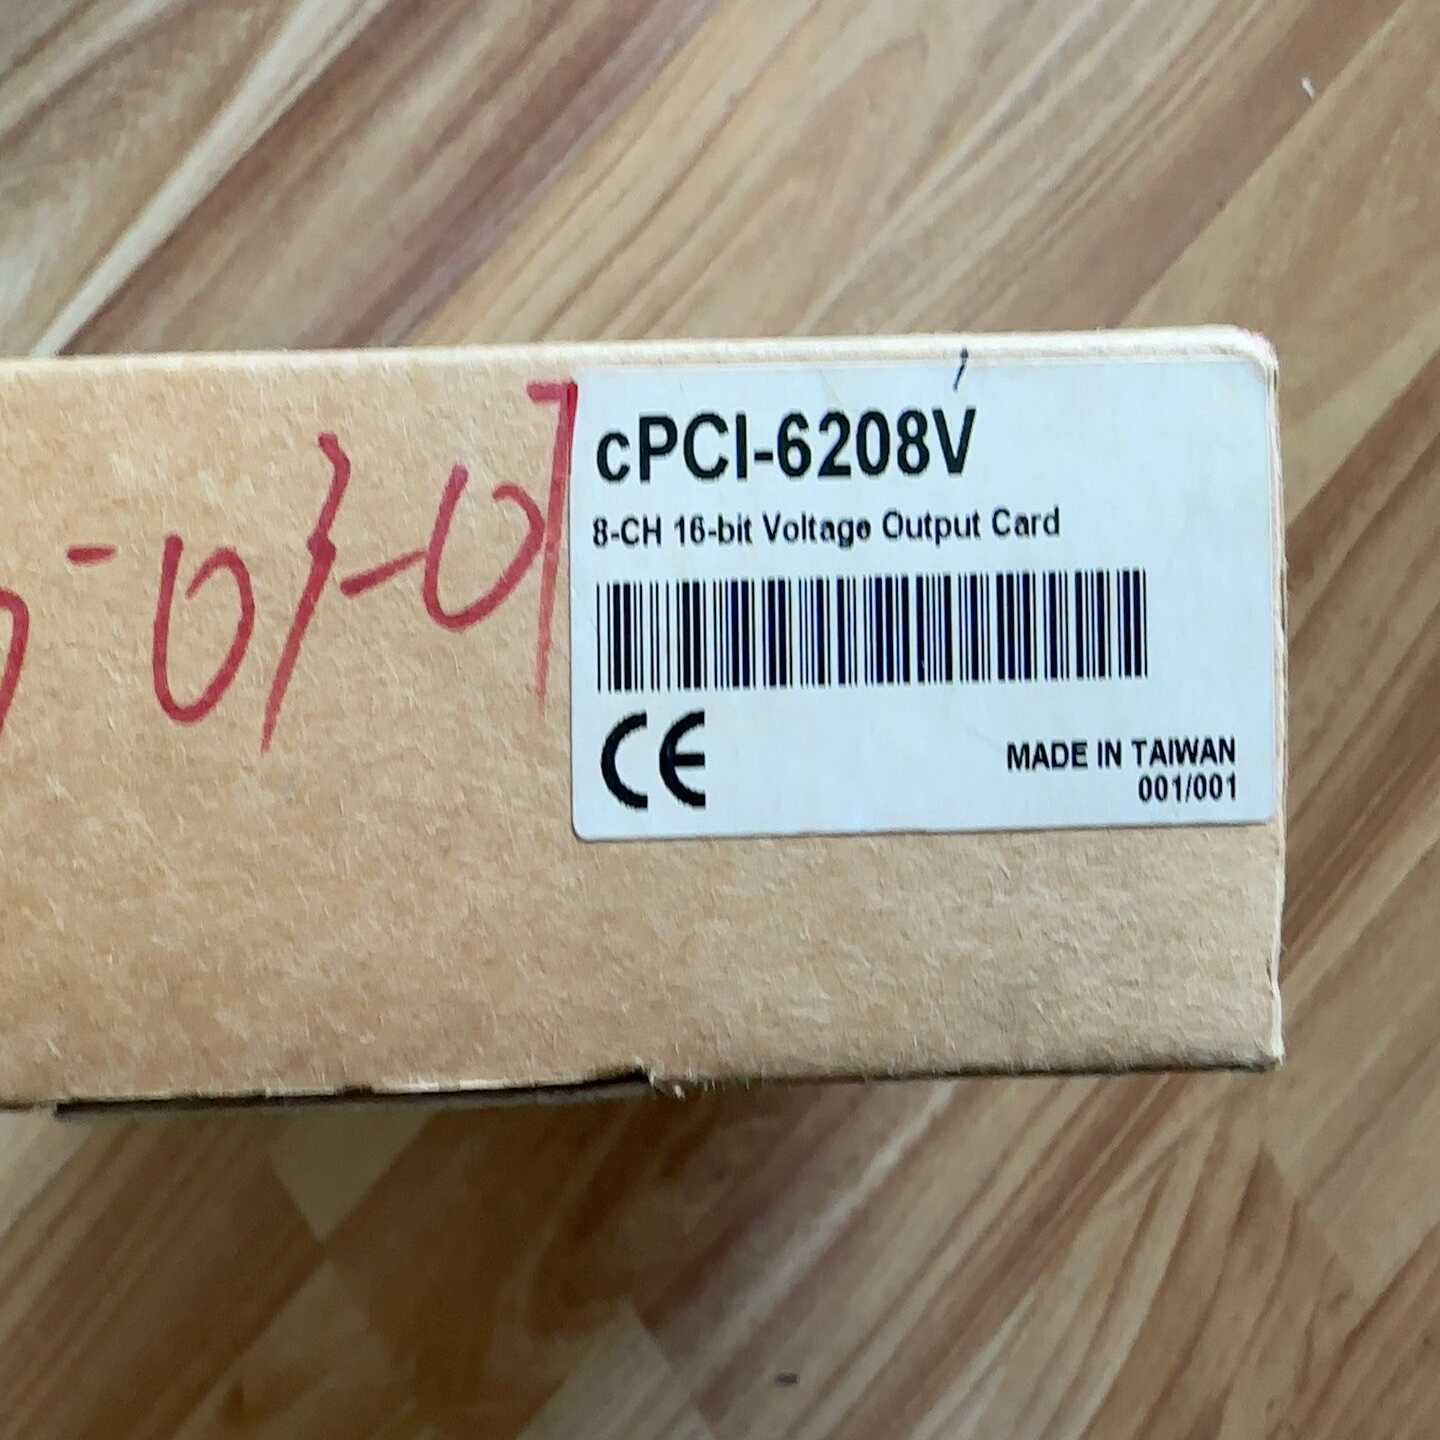 cPCI-6208V
8-CH 16-bit Voltage Output Card
CE
MADE IN TAIWAN
001/001